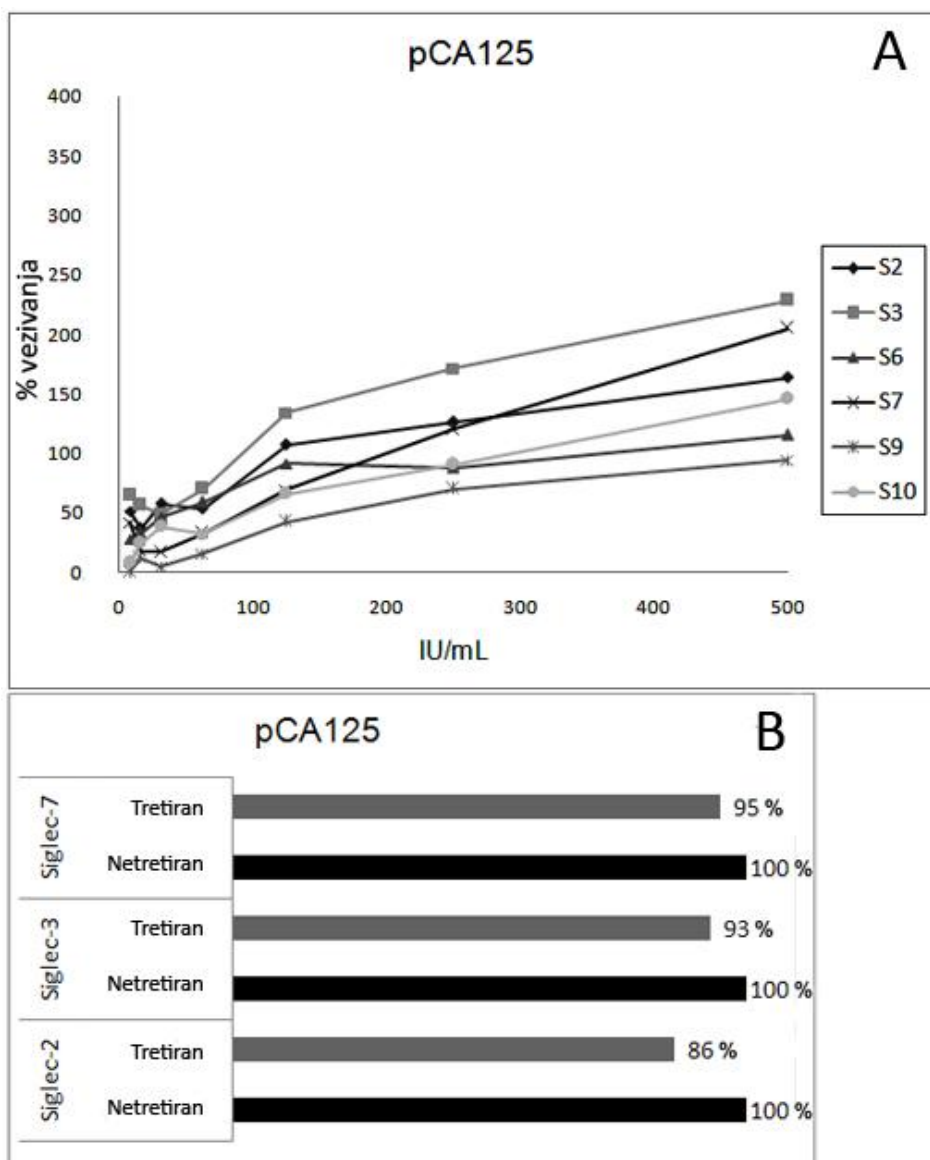 pCA125
A
400
350
300
250
200
150
100
50
0
% vezivanja
0 100 200 300 400 500
IU/mL
S2
S3
S6
S7
S9
S10
pCA125
B
Siglec-7
Tretiran 95 %
Netretiran 100 %
Siglec-3
Tretiran 93 %
Netretiran 100 %
Siglec-2
Tretiran 86 %
Netretiran 100 %